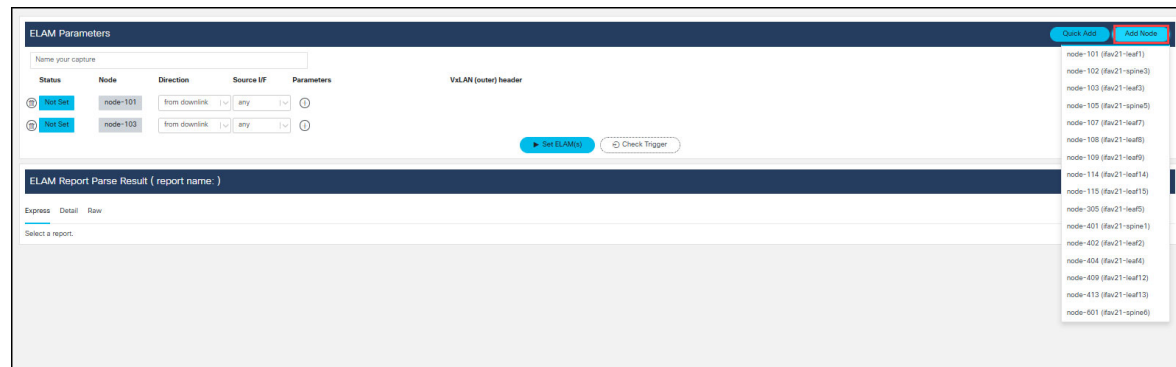 ELAM Parameters
Quick Add
Add Node
Name your capture
Status Node Direction Source I/F Parameters VxLAN (outer) header
Not Set node-101 from downlink any
Not Set node-103 from downlink any
Set ELAM(s)
Check Trigger
ELAM Report Parse Result ( report name: )
Express Detail Raw
Select a report.
node-101 (ifav21-leaf1)
node-102 (ifav21-spine3)
node-103 (ifav21-leaf3)
node-105 (ifav21-spine5)
node-107 (ifav21-leaf7)
node-108 (ifav21-leaf8)
node-109 (ifav21-leaf9)
node-114 (ifav21-leaf14)
node-115 (ifav21-leaf15)
node-305 (ifav21-leaf5)
node-401 (ifav21-spine1)
node-402 (ifav21-leaf2)
node-404 (ifav21-leaf4)
node-409 (ifav21-leaf12)
node-413 (ifav21-leaf13)
node-601 (ifav21-spine6)